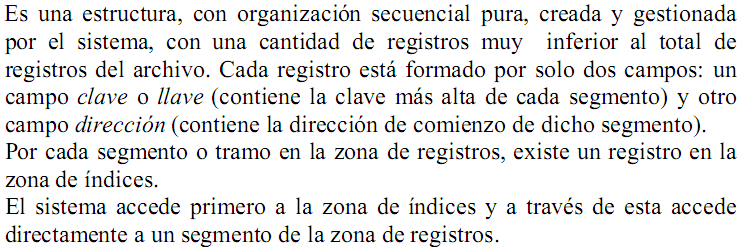 Es una estructura, con organización secuencial pura, creada y gestionada
por el sistema, con una cantidad de registros muy inferior al total de
registros del archivo. Cada registro está formado por solo dos campos: un
campo clave o llave (contiene la clave más alta de cada segmento) y otro
campo dirección (contiene la dirección de comienzo de dicho segmento).
Por cada segmento o tramo en la zona de registros, existe un registro en la
zona de índices.
El sistema accede primero a la zona de índices y a través de esta accede
directamente a un segmento de la zona de registros.